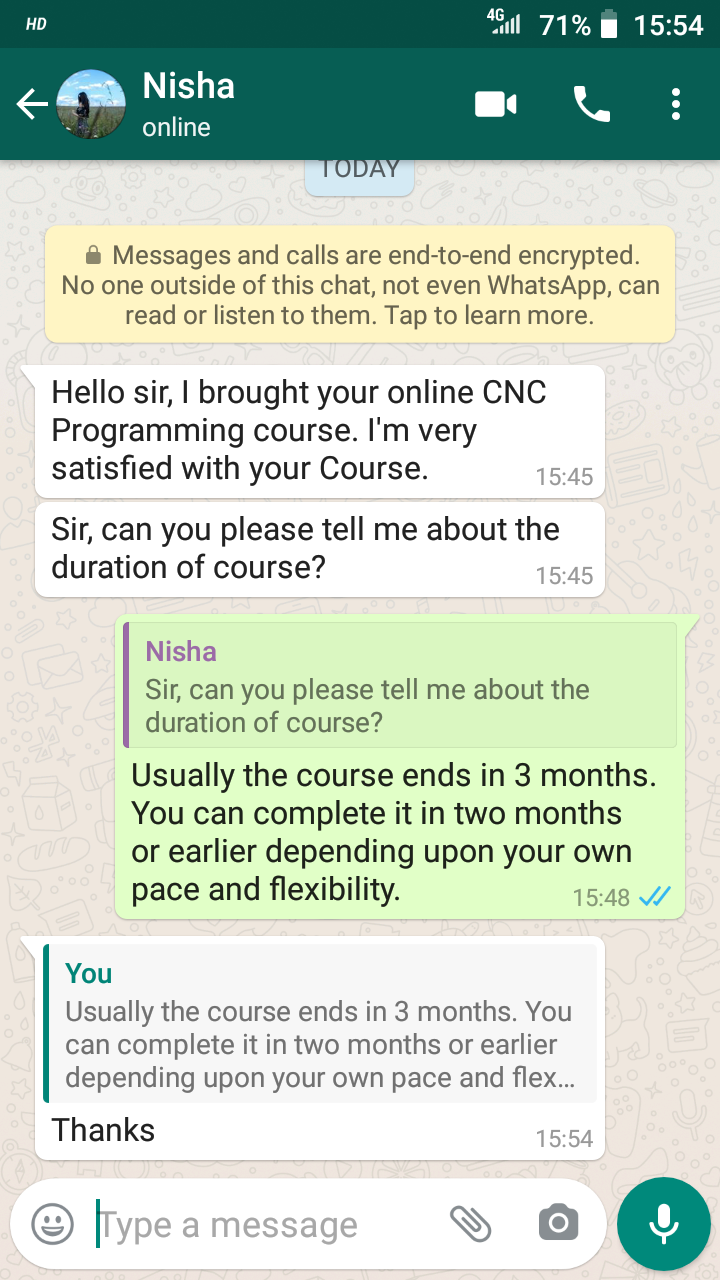 HD 4G 71% 15:54
Nisha
online
TODAY
Messages and calls are end-to-end encrypted.
No one outside of this chat, not even WhatsApp, can
read or listen to them. Tap to learn more.
Hello sir, I brought your online CNC
Programming course. I'm very
satisfied with your Course. 15:45
Sir, can you please tell me about the
duration of course? 15:45
Nisha
Sir, can you please tell me about the
duration of course?
Usually the course ends in 3 months.
You can complete it in two months
or earlier depending upon your own
pace and flexibility. 15:48
You
Usually the course ends in 3 months. You
can complete it in two months or earlier
depending upon your own pace and flex...
Thanks 15:54
Type a message